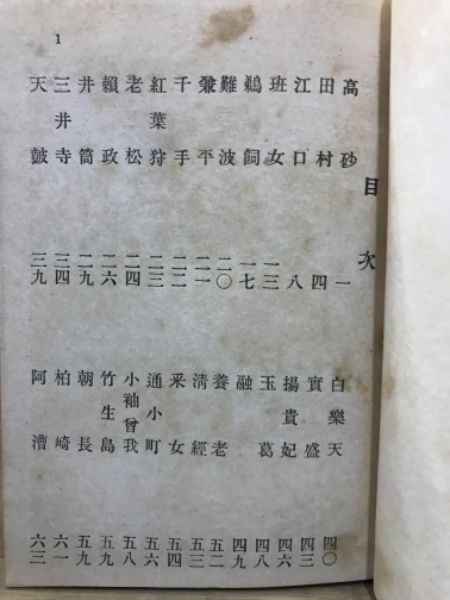 1
目次
高砂 一
田村 四
江口 八
班女 一三
鵜飼 一七
難波 二〇
兼平 二一
千手 二二
紅葉狩 二三
老松 二四
賴政 二六
井筒 二九
三井寺 三四
天皷 三九
白樂天 四〇
實盛 四三
揚貴妃 四六
玉葛 四八
融 四九
養老 五二
清經 五三
采女 五四
通小町 五六
小袖曾我 五八
竹生島 五九
朝長 五九
柏崎 六一
阿漕 六三